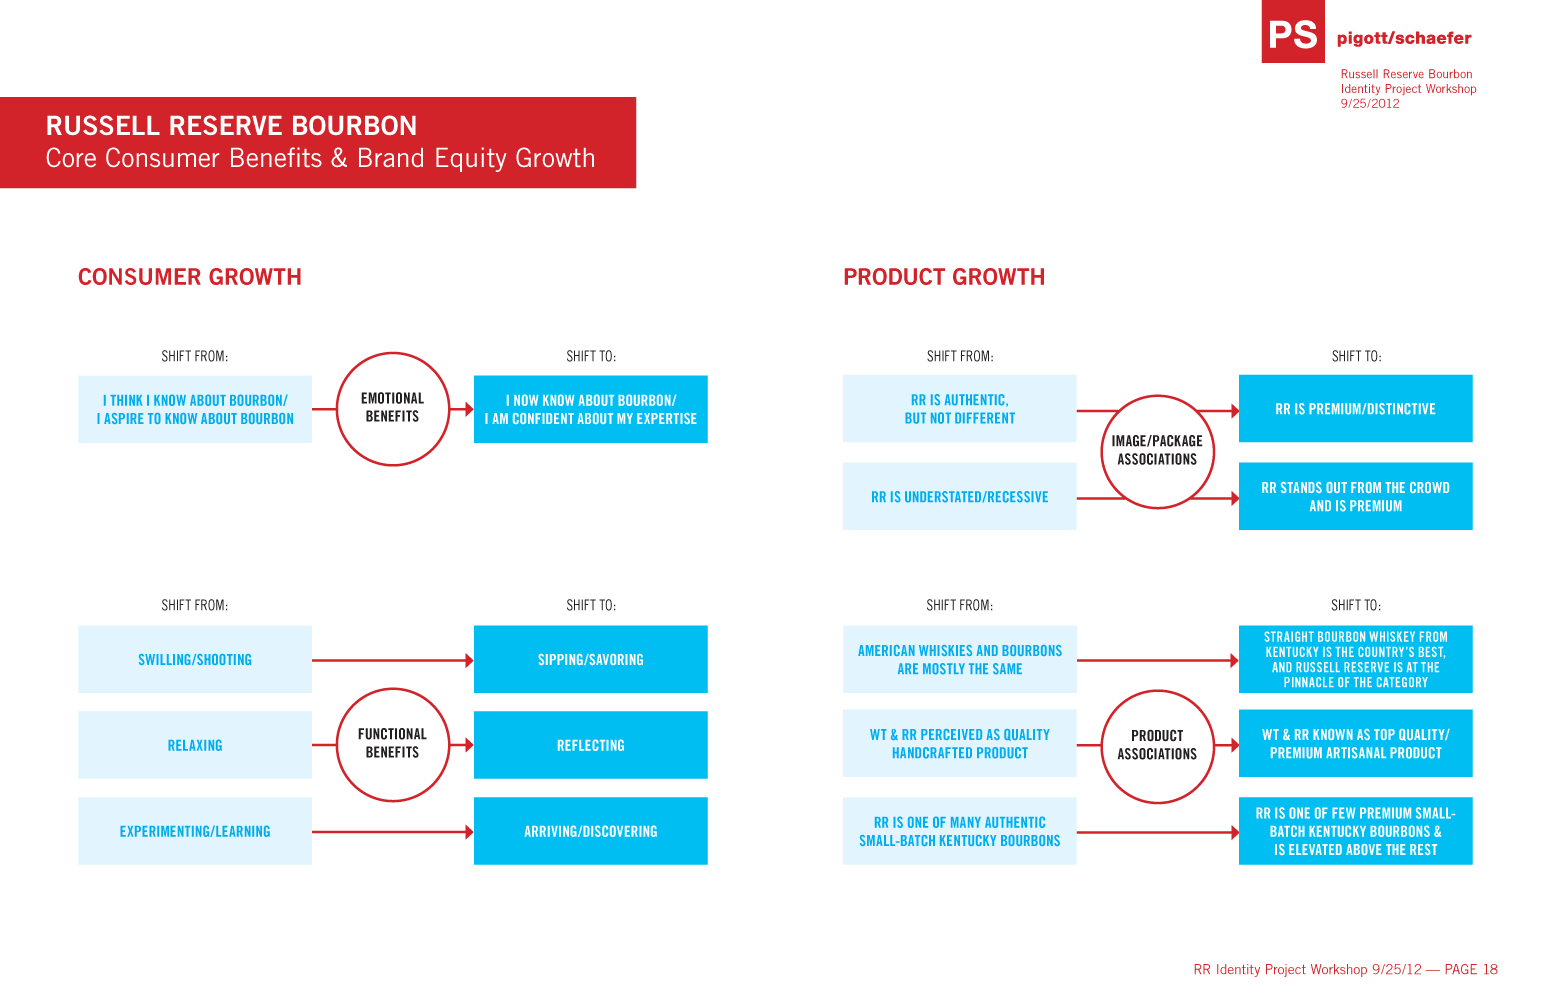 PS
pigott/schaefer
Russell Reserve Bourbon
Identity Project Workshop
9/25/2012
RUSSELL RESERVE BOURBON
Core Consumer Benefits & Brand Equity Growth
CONSUMER GROWTH
SHIFT FROM:
SHIFT TO:
I THINK I KNOW ABOUT BOURBON/
I ASPIRE TO KNOW ABOUT BOURBON
EMOTIONAL
BENEFITS
I NOW KNOW ABOUT BOURBON/
I AM CONFIDENT ABOUT MY EXPERTISE
SHIFT FROM:
SHIFT TO:
SWILLING/SHOOTING
SIPPING/SAVORING
RELAXING
FUNCTIONAL
BENEFITS
REFLECTING
EXPERIMENTING/LEARNING
ARRIVING/DISCOVERING
PRODUCT GROWTH
SHIFT FROM:
SHIFT TO:
RR IS AUTHENTIC,
BUT NOT DIFFERENT
RR IS PREMIUM/DISTINCTIVE
IMAGE/PACKAGE
ASSOCIATIONS
RR IS UNDERSTATED/RECESSIVE
RR STANDS OUT FROM THE CROWD
AND IS PREMIUM
SHIFT FROM:
SHIFT TO:
AMERICAN WHISKIES AND BOURBONS
ARE MOSTLY THE SAME
STRAIGHT BOURBON WHISKEY FROM
KENTUCKY IS THE COUNTRY'S BEST,
AND RUSSELL RESERVE IS AT THE
PINNACLE OF THE CATEGORY
WT & RR PERCEIVED AS QUALITY
HANDCRAFTED PRODUCT
PRODUCT
ASSOCIATIONS
WT & RR KNOWN AS TOP QUALITY/
PREMIUM ARTISANAL PRODUCT
RR IS ONE OF MANY AUTHENTIC
SMALL-BATCH KENTUCKY BOURBONS
RR IS ONE OF FEW PREMIUM SMALL-
BATCH KENTUCKY BOURBONS &
IS ELEVATED ABOVE THE REST
RR Identity Project Workshop 9/25/12 — PAGE 18